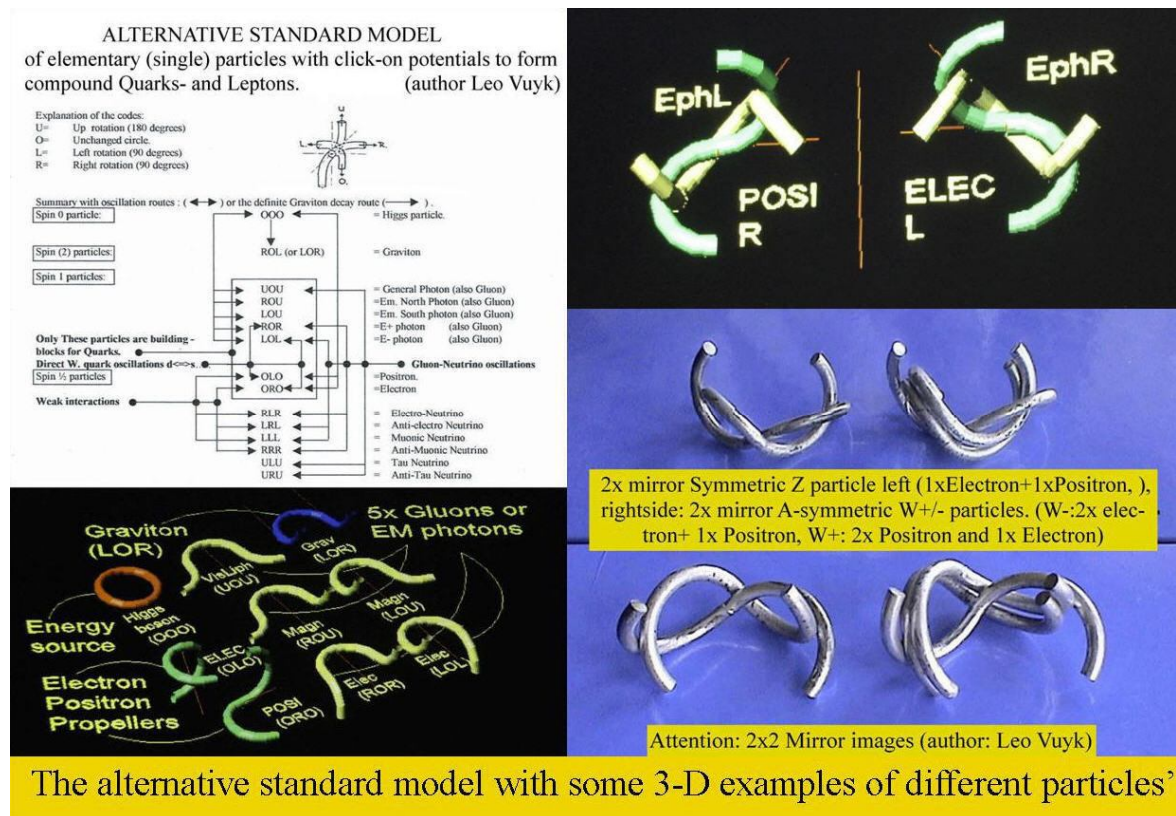 ALTERNATIVE STANDARD MODEL
of elementary (single) particles with click-on potentials to form
compound Quarks- and Leptons. (author Leo Vuyk)
Explanation of the codes:
U= Up rotation (180 degrees)
O= Unchanged circle.
L= Left rotation (90 degrees)
R= Right rotation (90 degrees)
U
L
R
O
Summary with oscillation routes : ( ) or the definite Graviton decay route ( ) .
Spin 0 particle: OOO = Higgs particle.
ROL (or LOR) = Graviton
Spin (2) particles:
Spin 1 particles:
UOU = General Photon (also Gluon)
ROU = Em. North Photon (also Gluon)
LOU = Em. South photon (also Gluon)
ROR = E+ photon (also Gluon)
LOL = E- photon (also Gluon)
Only These particles are building -
blocks for Quarks.
Direct W. quark oscillations d<=>s
Gluon-Neutrino oscillations
Spin ½ particles
OLO = Positron.
ORO = Electron
Weak interactions
RLR = Electro-Neutrino
LRL = Anti-electro Neutrino
LLL = Muonic Neutrino
RRR = Anti-Muonic Neutrino
ULU = Tau Neutrino
URU = Anti-Tau Neutrino
EphL
EphR
POSI
R
ELEC
L
2x mirror Symmetric Z particle left (1xElectron+1xPositron, ),
rightside: 2x mirror A-symmetric W+/- particles. (W-:2x elec-
tron+ 1x Positron, W+: 2x Positron and 1x Electron)
Graviton
(LOR)
5x Gluons or
EM photons
Grav
(LOR)
VisLiph
(UOU)
Higgs
boson
(OOO)
Magn
(LOU)
Magn
(ROU)
Energy
source
ELEC
(OLO)
Elec
(LOL)
Elec
(ROR)
Electron
Positron
Propellers
POSI
(ORO)
Attention: 2x2 Mirror images (author: Leo Vuyk)
The alternative standard model with some 3-D examples of different particles’